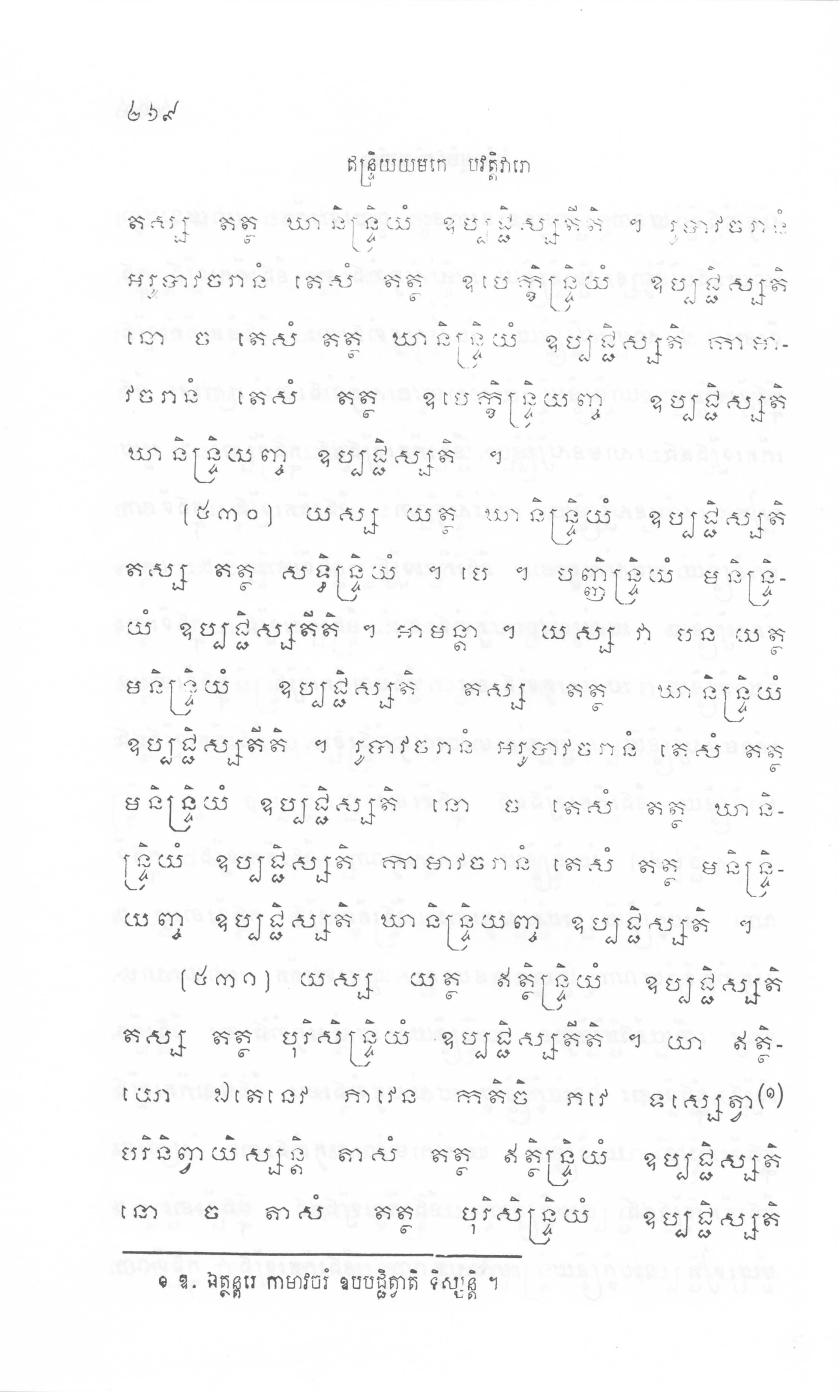 ២៦៩
ឥន្ទ្រិយយមកេ បវត្តិវារោ
តស្ស តត្ថ ឃានិន្ទ្រិយំ ឧប្បជ្ជិស្សតីតិ ។ រូបាវចរានំ
អរូបាវចរានំ តេសំ តត្ថ ឧបេក្ខិន្ទ្រិយំ ឧប្បជ្ជិស្សតិ
នោ ច តេសំ តត្ថ ឃានិន្ទ្រិយំ ឧប្បជ្ជិស្សតិ កាមា-
វចរានំ តេសំ តត្ថ ឧបេក្ខិន្ទ្រិយញ្ច ឧប្បជ្ជិស្សតិ
ឃានិន្ទ្រិយញ្ច ឧប្បជ្ជិស្សតិ ។
(៥៣០) យស្ស យត្ថ ឃានិន្ទ្រិយំ ឧប្បជ្ជិស្សតិ
តស្ស តត្ថ សទ្ធិន្ទ្រិយំ ។ បេ ។ បញ្ញិន្ទ្រិយំ មនិន្ទ្រិ-
យំ ឧប្បជ្ជិស្សតីតិ ។ អាមន្តា ។ យស្ស វា បន យត្ថ
មនិន្ទ្រិយំ ឧប្បជ្ជិស្សតិ តស្ស តត្ថ ឃានិន្ទ្រិយំ
ឧប្បជ្ជិស្សតីតិ ។ រូបាវចរានំ អរូបាវចរានំ តេសំ តត្ថ
មនិន្ទ្រិយំ ឧប្បជ្ជិស្សតិ នោ ច តេសំ តត្ថ ឃានិ-
ន្ទ្រិយំ ឧប្បជ្ជិស្សតិ កាមាវចរានំ តេសំ តត្ថ មនិន្ទ្រិ-
យញ្ច ឧប្បជ្ជិស្សតិ ឃានិន្ទ្រិយញ្ច ឧប្បជ្ជិស្សតិ ។
(៥៣១) យស្ស យត្ថ ឥត្ថិន្ទ្រិយំ ឧប្បជ្ជិស្សតិ
តស្ស តត្ថ បុរិសិន្ទ្រិយំ ឧប្បជ្ជិស្សតីតិ ។ យា ឥត្ថិ-
យោ ឯតេនេវ ភាវេន កតិចិ ភវេ ទស្សេត្វា(១)
បរិនិព្វាយិស្សន្តិ តាសំ តត្ថ ឥត្ថិន្ទ្រិយំ ឧប្បជ្ជិស្សតិ
នោ ច តាសំ តត្ថ បុរិសិន្ទ្រិយំ ឧប្បជ្ជិស្សតិ
១ ឱ. ឯត្ថន្តរេ កាមាវចរំ ឧបបជ្ជិត្វាតិ ទិស្សន្តិ ។